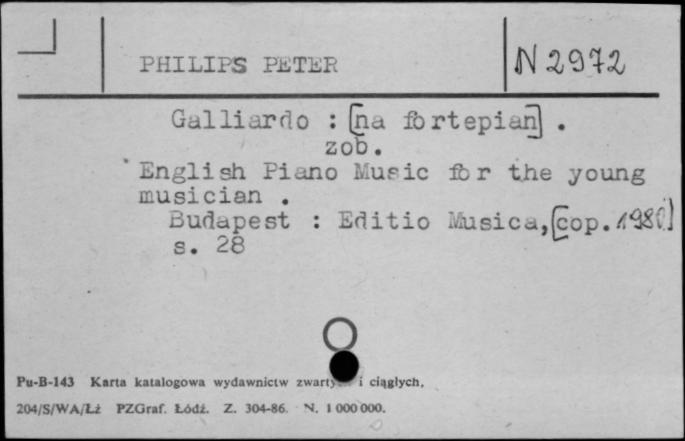 PHILIPS PETER
N 2972
Galliardo : [na fortepian] .
zob.
English Piano Music for the young
musician .
Budapest : Editio Musica, [cop. 1980]
s. 28
Pu-B-143 Karta katalogowa wydawnictw i ciągłych.
204/S/WA/Łż PZGraf. Łódź. Z. 304-86. N. 1 000 000.